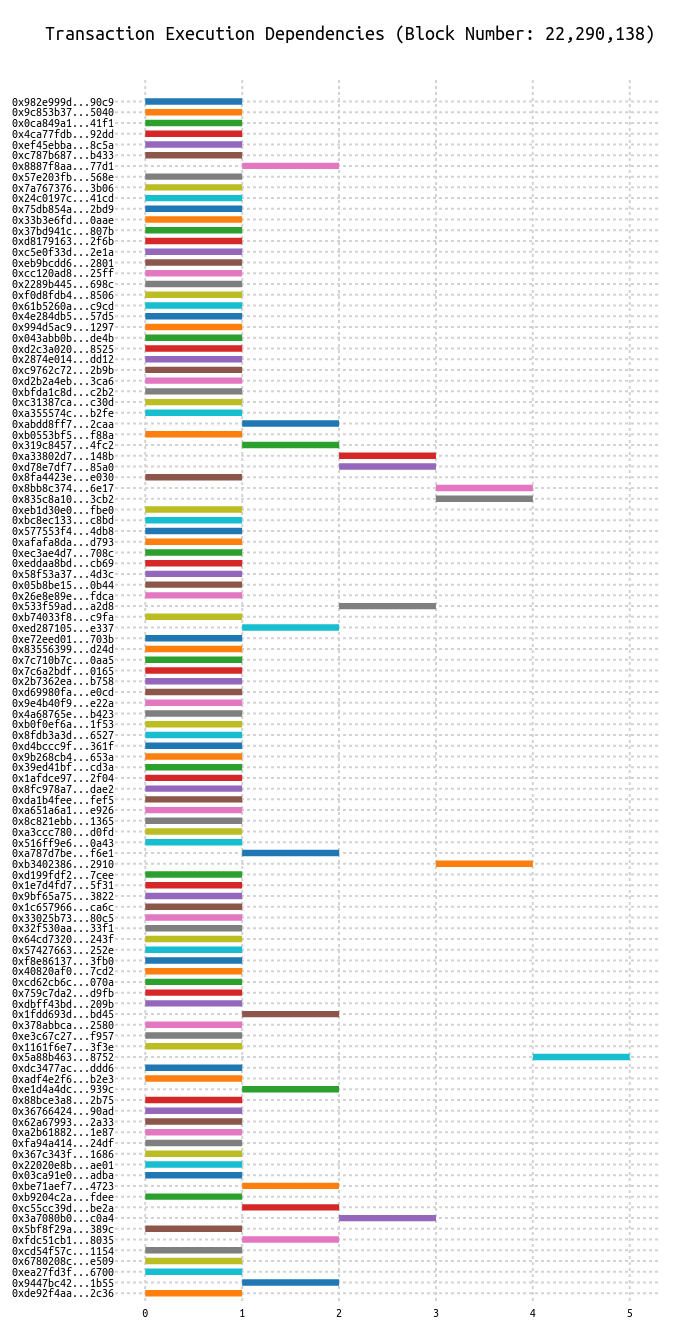 Transaction Execution Dependencies (Block Number: 22,290,138)
0x982e999d...90c9
0x9c853b37...5040
0x0ca849a1...41f1
0x4ca77fdb...92dd
0xef45ebba...8c5a
0xc787b687...b433
0x8887f8aa...77d1
0x57e203fb...568e
0x7a767376...3b06
0x24c0197c...41cd
0x75db854a...2bd9
0x33b3e6fd...0aae
0x37bd941c...807b
0xd8179163...2f6b
0xc5e0f33d...2e1a
0xeb9bcdd6...2801
0xcc120ad8...25ff
0x2289b445...698c
0xf0d8fdb4...8506
0x61b5260a...c9cd
0x4e284db5...57d5
0x994d5ac9...1297
0x043abb0b...de4b
0xd2c3a020...8525
0x2874e014...dd12
0xc9762c72...2b9b
0xd2b2a4eb...3ca6
0xbfda1c8d...c2b2
0xc31387ca...c30d
0xa355574c...b2fe
0xabdd8ff7...2caa
0xb0553bf5...f88a
0x319c8457...4fc2
0xa33802d7...148b
0xd78e7df7...85a0
0x8fa4423e...e030
0x8bb8c374...6e17
0x835c8a10...3cb2
0xeb1d30e0...fbe0
0xbc8ec133...c8bd
0x577553f4...4db8
0xafafa8da...d793
0xec3ae4d7...708c
0xeddaa8bd...cb69
0x58f53a37...4d3c
0x05b8be15...0b44
0x26e8e89e...fdca
0x533f59ad...a2d8
0xb74033f8...c9fa
0xed287105...e337
0xe72eed01...703b
0x83556399...d24d
0x7c710b7c...0aa5
0x7c6a2bdf...0165
0x2b7362ea...b758
0xd69980fa...e0cd
0x9e4b40f9...e22a
0x4a68765e...b423
0xb0f0ef6a...1f53
0x8fdb3a3d...6527
0xd4bccc9f...361f
0x9b268cb4...653a
0x39ed41bf...cd3a
0x1afdce97...2f04
0x8fc978a7...dae2
0xda1b4fee...fef5
0xa651a6a1...e926
0x8c821ebb...1365
0xa3ccc780...d0fd
0x516ff9e6...0a43
0xa787d7be...f6e1
0xb3402386...2910
0xd199fdf2...7cee
0x1e7d4fd7...5f31
0x9bf65a75...3822
0x1c657966...ca6c
0x33025b73...80c5
0x32f530aa...33f1
0x64cd7320...243f
0x57427663...252e
0xf8e86137...3fb0
0x40820af0...7cd2
0xcd62cb6c...070a
0x759c7da2...d9fb
0xdbff43bd...209b
0x1fdd693d...bd45
0x378abbca...2580
0xe3c67c27...f957
0x1161f6e7...3f3e
0x5a88b463...8752
0xdc3477ac...ddd6
0xadf4e2f6...b2e3
0xe1d4a4dc...939c
0x88bce3a8...2b75
0x36766424...90ad
0x62a67993...2a33
0xa2b61882...1e87
0xfa94a414...24df
0x367c343f...1686
0x22020e8b...ae01
0x03ca91e0...adba
0xbe71aef7...4723
0xb9204c2a...fdee
0xc55cc39d...be2a
0x3a7080b0...c0a4
0x5bf8f29a...389c
0xfdc51cb1...8035
0xcd54f57c...1154
0x6780208c...e509
0xea27fd3f...6700
0x9447bc42...1b55
0xde92f4aa...2c36
0 1 2 3 4 5